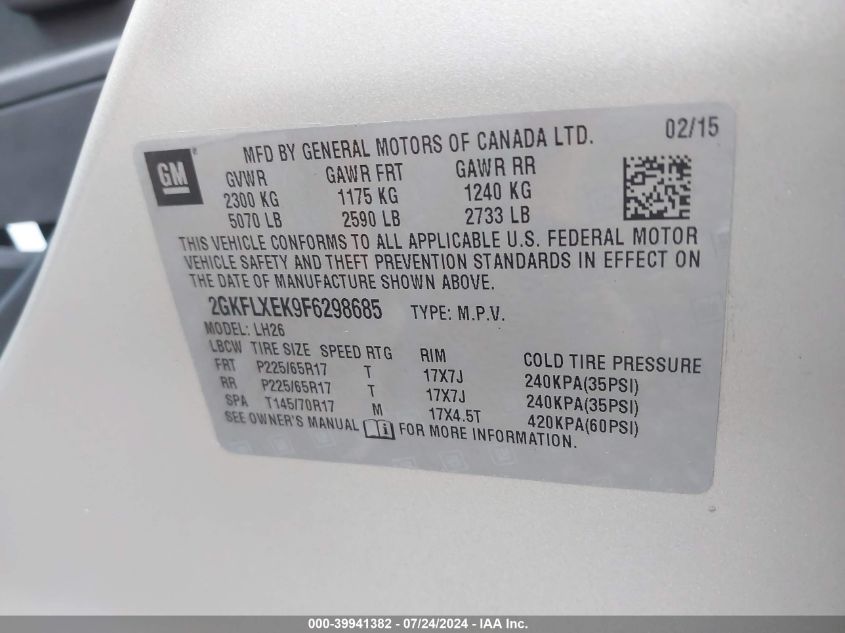 GM
MFD BY GENERAL MOTORS OF CANADA LTD. 02/15
GVWR GAWR FRT GAWR RR
2300 KG 1175 KG 1240 KG
5070 LB 2590 LB 2733 LB
THIS VEHICLE CONFORMS TO ALL APPLICABLE U.S. FEDERAL MOTOR
VEHICLE SAFETY AND THEFT PREVENTION STANDARDS IN EFFECT ON
THE DATE OF MANUFACTURE SHOWN ABOVE.
2GKFLXEK9F6298685 TYPE: M.P.V.
MODEL: LH26
LBCW TIRE SIZE SPEED RTG RIM COLD TIRE PRESSURE
FRT P225/65R17 T 17X7J 240KPA(35PSI)
RR P225/65R17 T 17X7J 240KPA(35PSI)
SPA T145/70R17 M 17X4.5T 420KPA(60PSI)
SEE OWNER'S MANUAL FOR MORE INFORMATION.
000-39941382 - 07/24/2024 - IAA Inc.